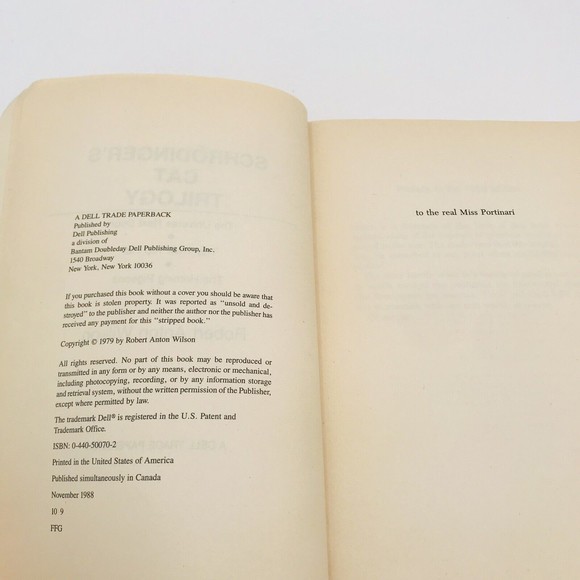 A DELL TRADE PAPERBACK
Published by
Dell Publishing
a division of
Bantam Doubleday Dell Publishing Group, Inc.
1540 Broadway
New York, New York 10036
If you purchased this book without a cover you should be aware that
this book is stolen property. It was reported as "unsold and de-
stroyed" to the publisher and neither the author nor the publisher has
received any payment for this "stripped book."
Copyright © 1979 by Robert Anton Wilson
All rights reserved. No part of this book may be reproduced or
transmitted in any form or by any means, electronic or mechanical,
including photocopying, recording, or by any information storage
and retrieval system, without the written permission of the Publisher,
except where permitted by law.
The trademark Dell® is registered in the U.S. Patent and
Trademark Office.
ISBN: 0-440-50070-2
Printed in the United States of America
Published simultaneously in Canada
November 1988
10 9
FFG
to the real Miss Portinari
SCHRÖDINGER'S
CAT
TRILOGY